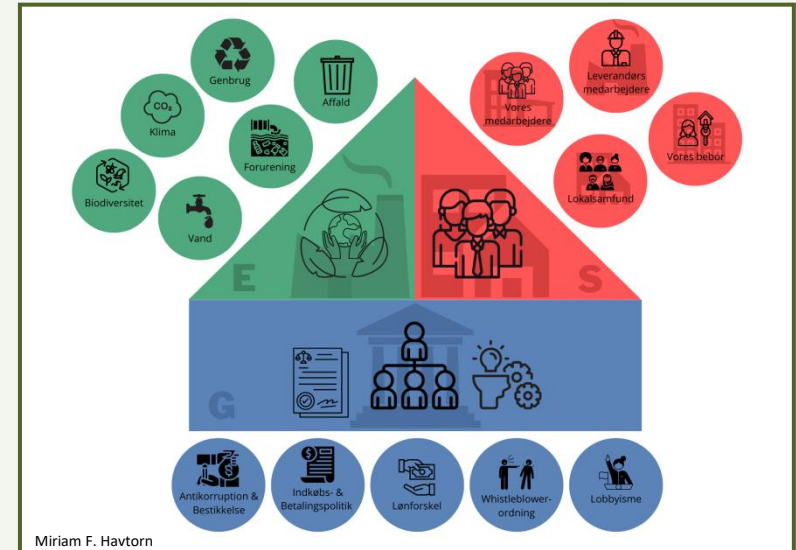 Genbrug
Affald
CO₂
Klima
Forurening
Biodiversitet
Vand
Vores
medarbejdere
Leverandørs
medarbejdere
Vores bebor
Lokalsamfund
E
S
G
Antikorruption &
Bestikkelse
Indkøbs- &
Betalingspolitik
Lønforskel
Whistleblower-
ordning
Lobbyisme
Miriam F. Havtorn